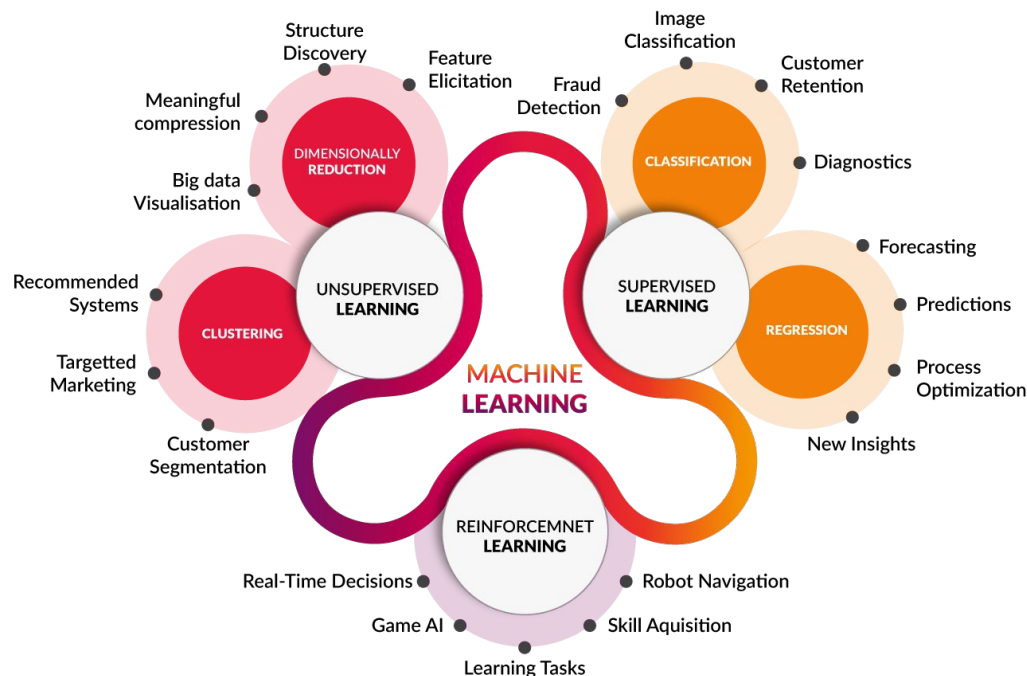 Structure
Discovery
Feature
Elicitation
Meaningful
compression
Big data
Visualisation
DIMENSIONALLY
REDUCTION
Image
Classification
Customer
Retention
Fraud
Detection
Diagnostics
CLASSIFICATION
UNSUPERVISED
LEARNING
SUPERVISED
LEARNING
Recommended
Systems
Targetted
Marketing
Customer
Segmentation
CLUSTERING
Forecasting
Predictions
Process
Optimization
New Insights
REGRESSION
MACHINE
LEARNING
REINFORCEMNET
LEARNING
Real-Time Decisions
Game AI
Learning Tasks
Skill Aquisition
Robot Navigation